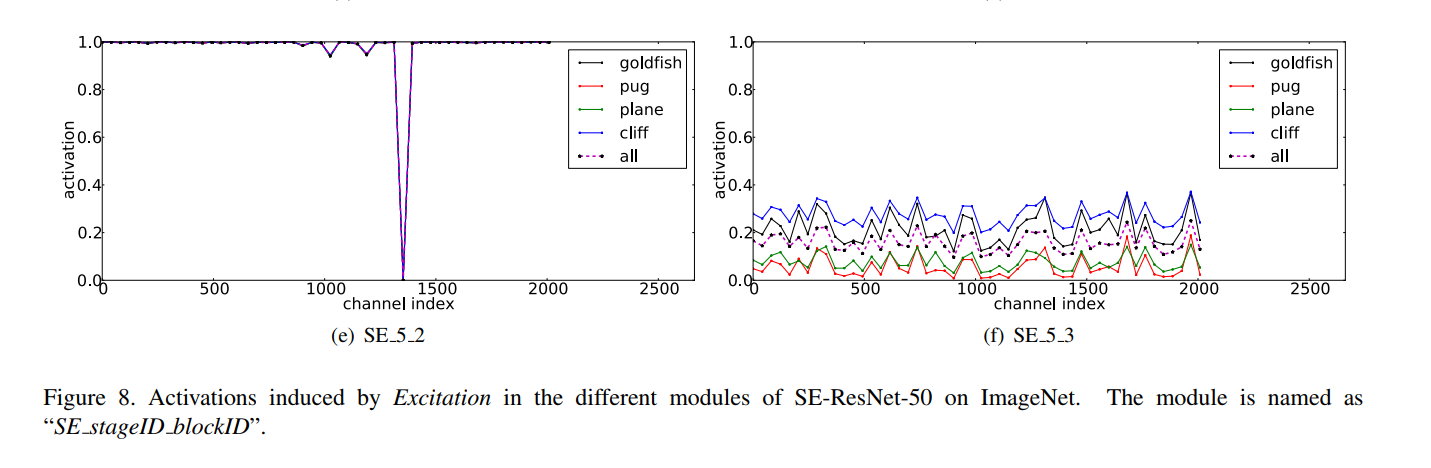 1.0
0.8
0.6
0.4
0.2
0.0
activation
0 500 1000 1500 2000 2500
channel index
goldfish
pug
plane
cliff
all
(e) SE_5_2
1.0
0.8
0.6
0.4
0.2
0.0
activation
0 500 1000 1500 2000 2500
channel index
goldfish
pug
plane
cliff
all
(f) SE_5_3
Figure 8. Activations induced by Excitation in the different modules of SE-ResNet-50 on ImageNet. The module is named as
“SE_stageID_blockID”.